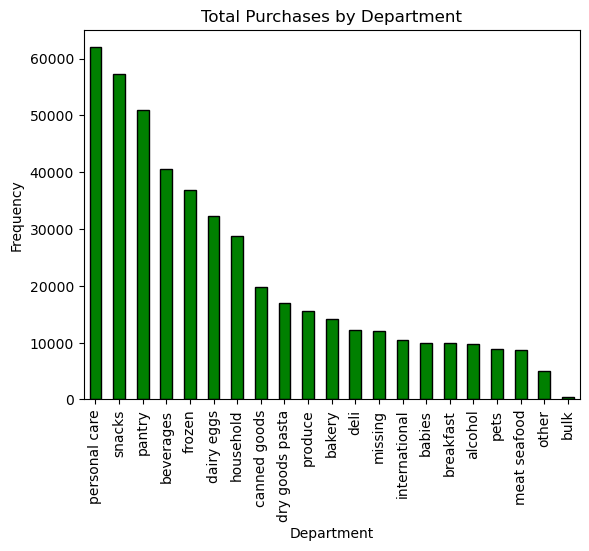 Total Purchases by Department
60000
50000
40000
30000
20000
10000
0
Frequency
personal care
snacks
pantry
beverages
frozen
dairy eggs
household
canned goods
dry goods pasta
produce
bakery
deli
missing
international
babies
breakfast
alcohol
pets
meat seafood
other
bulk
Department